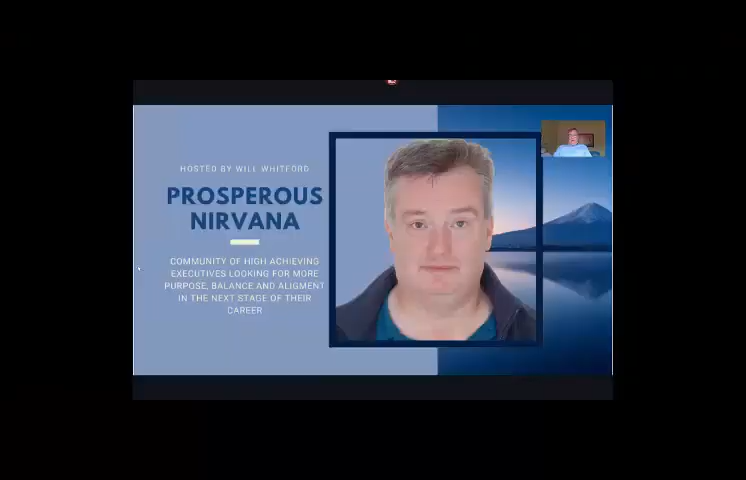 HOSTED BY WILL WHITFORD
PROSPEROUS
NIRVANA
COMMUNITY OF HIGH ACHIEVING
EXECUTIVES LOOKING FOR MORE
PURPOSE, BALANCE AND ALIGMENT
IN THE NEXT STAGE OF THEIR
CAREER